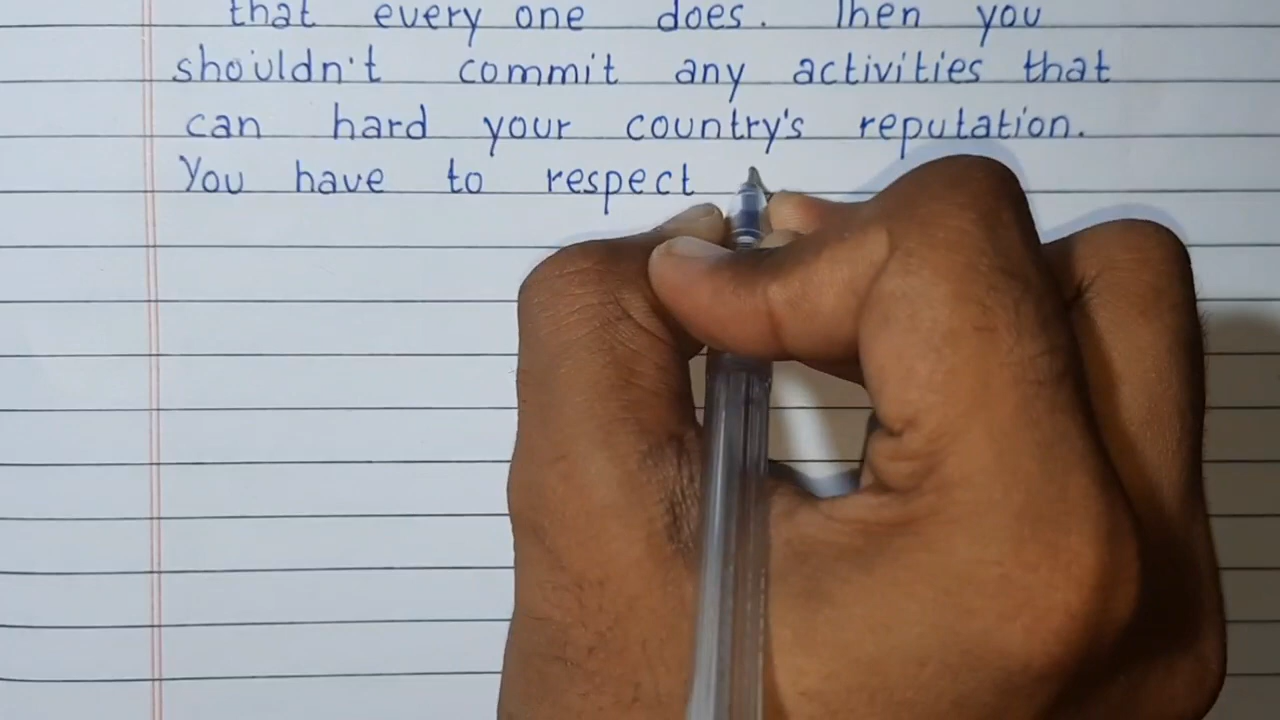 that every one does. Then you
shouldn't commit any activities that
can hard your country's reputation.
You have to respect